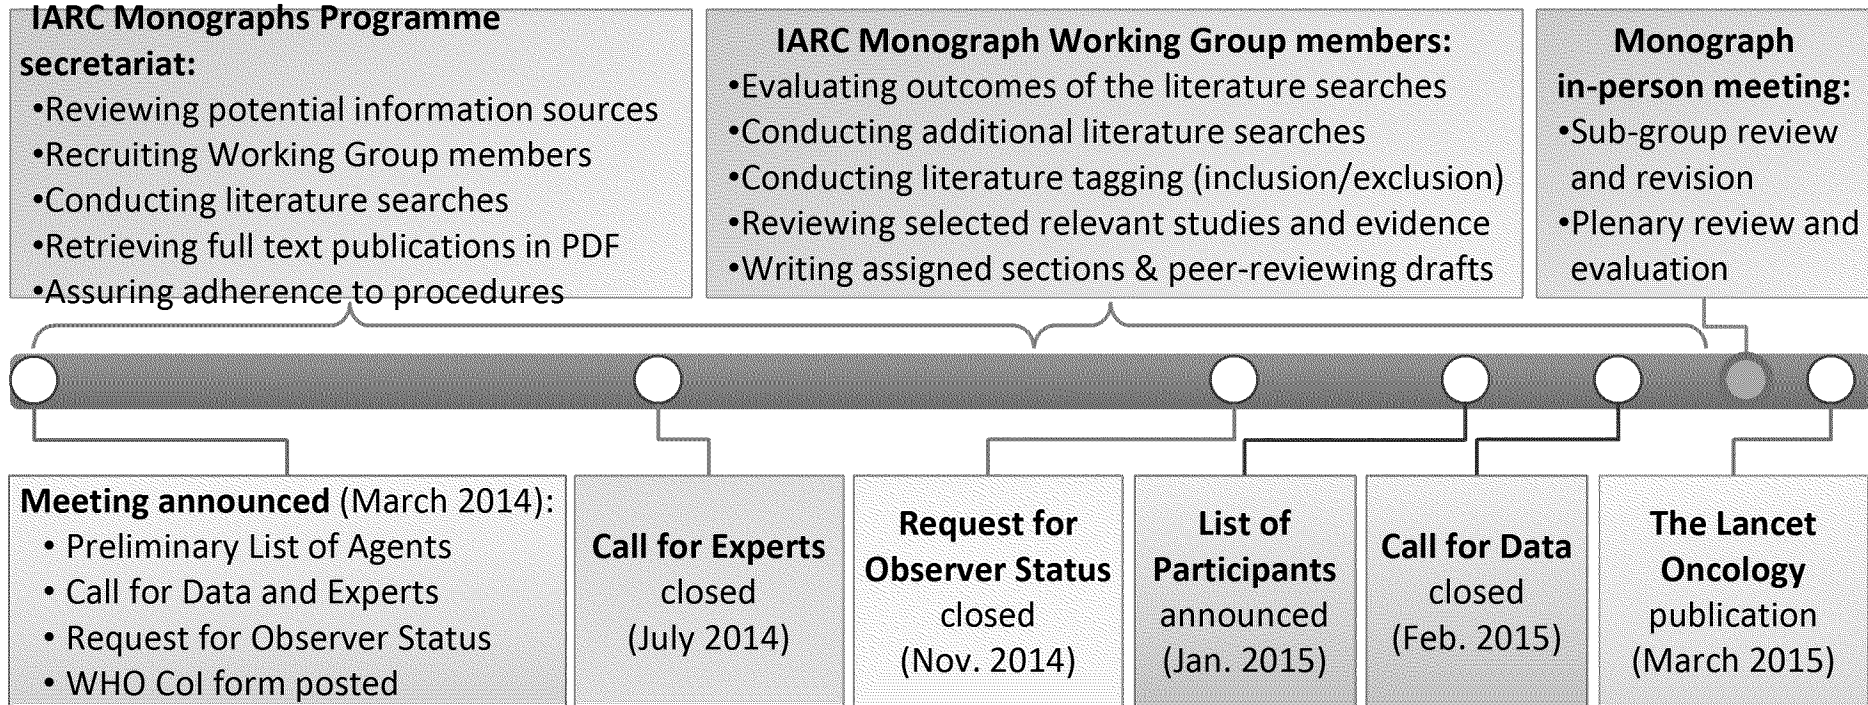 IARC Monographs Programme
secretariat:
•Reviewing potential information sources
•Recruiting Working Group members
•Conducting literature searches
•Retrieving full text publications in PDF
•Assuring adherence to procedures
IARC Monograph Working Group members:
•Evaluating outcomes of the literature searches
•Conducting additional literature searches
•Conducting literature tagging (inclusion/exclusion)
•Reviewing selected relevant studies and evidence
•Writing assigned sections & peer-reviewing drafts
Monograph
in-person meeting:
•Sub-group review
and revision
•Plenary review and
evaluation
Meeting announced (March 2014):
• Preliminary List of Agents
• Call for Data and Experts
• Request for Observer Status
• WHO CoI form posted
Call for Experts
closed
(July 2014)
Request for
Observer Status
closed
(Nov. 2014)
List of
Participants
announced
(Jan. 2015)
Call for Data
closed
(Feb. 2015)
The Lancet
Oncology
publication
(March 2015)